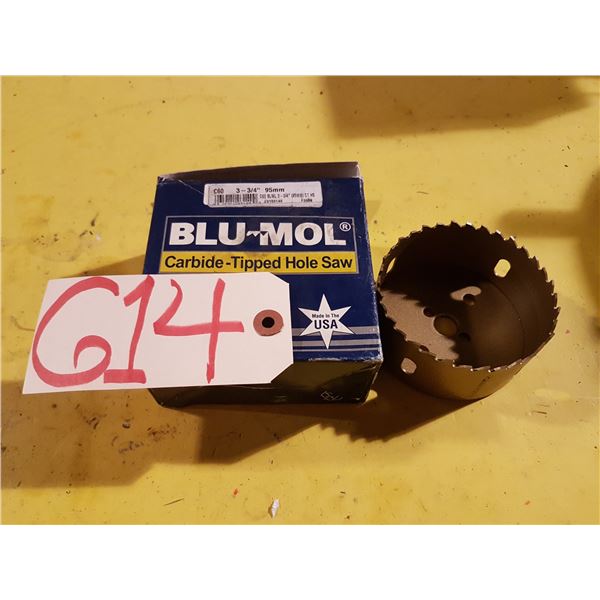 C60 3-3/4" 95mm
BLU-MOL®
Carbide-Tipped Hole Saw
Made In The
USA
614